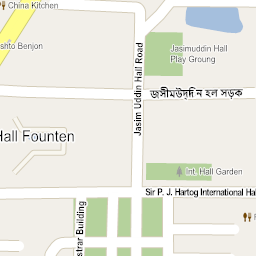 China Kitchen
shto Benjon
Jasim Uddin Hall Road
Jasimuddin Hall
Play Groung
জসীমউদ্দিন হল সড়ক
Hall Founten
Int. Hall Garden
Sir P. J. Hartog International Hal
strar Building